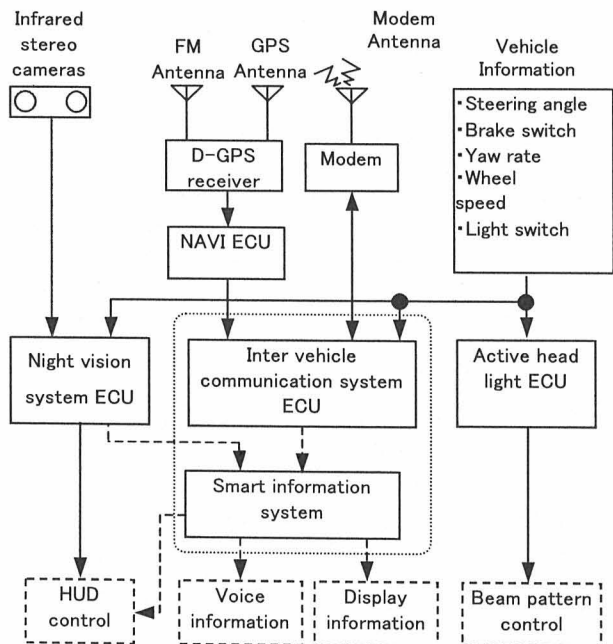 Infrared
stereo
cameras
FM
Antenna
GPS
Antenna
Modem
Antenna
Vehicle
Information
・Steering angle
・Brake switch
・Yaw rate
・Wheel
speed
・Light switch
D-GPS
receiver
Modem
NAVI ECU
Night vision
system ECU
Inter vehicle
communication system
ECU
Active head
light ECU
Smart information
system
HUD
control
Voice
information
Display
information
Beam pattern
control